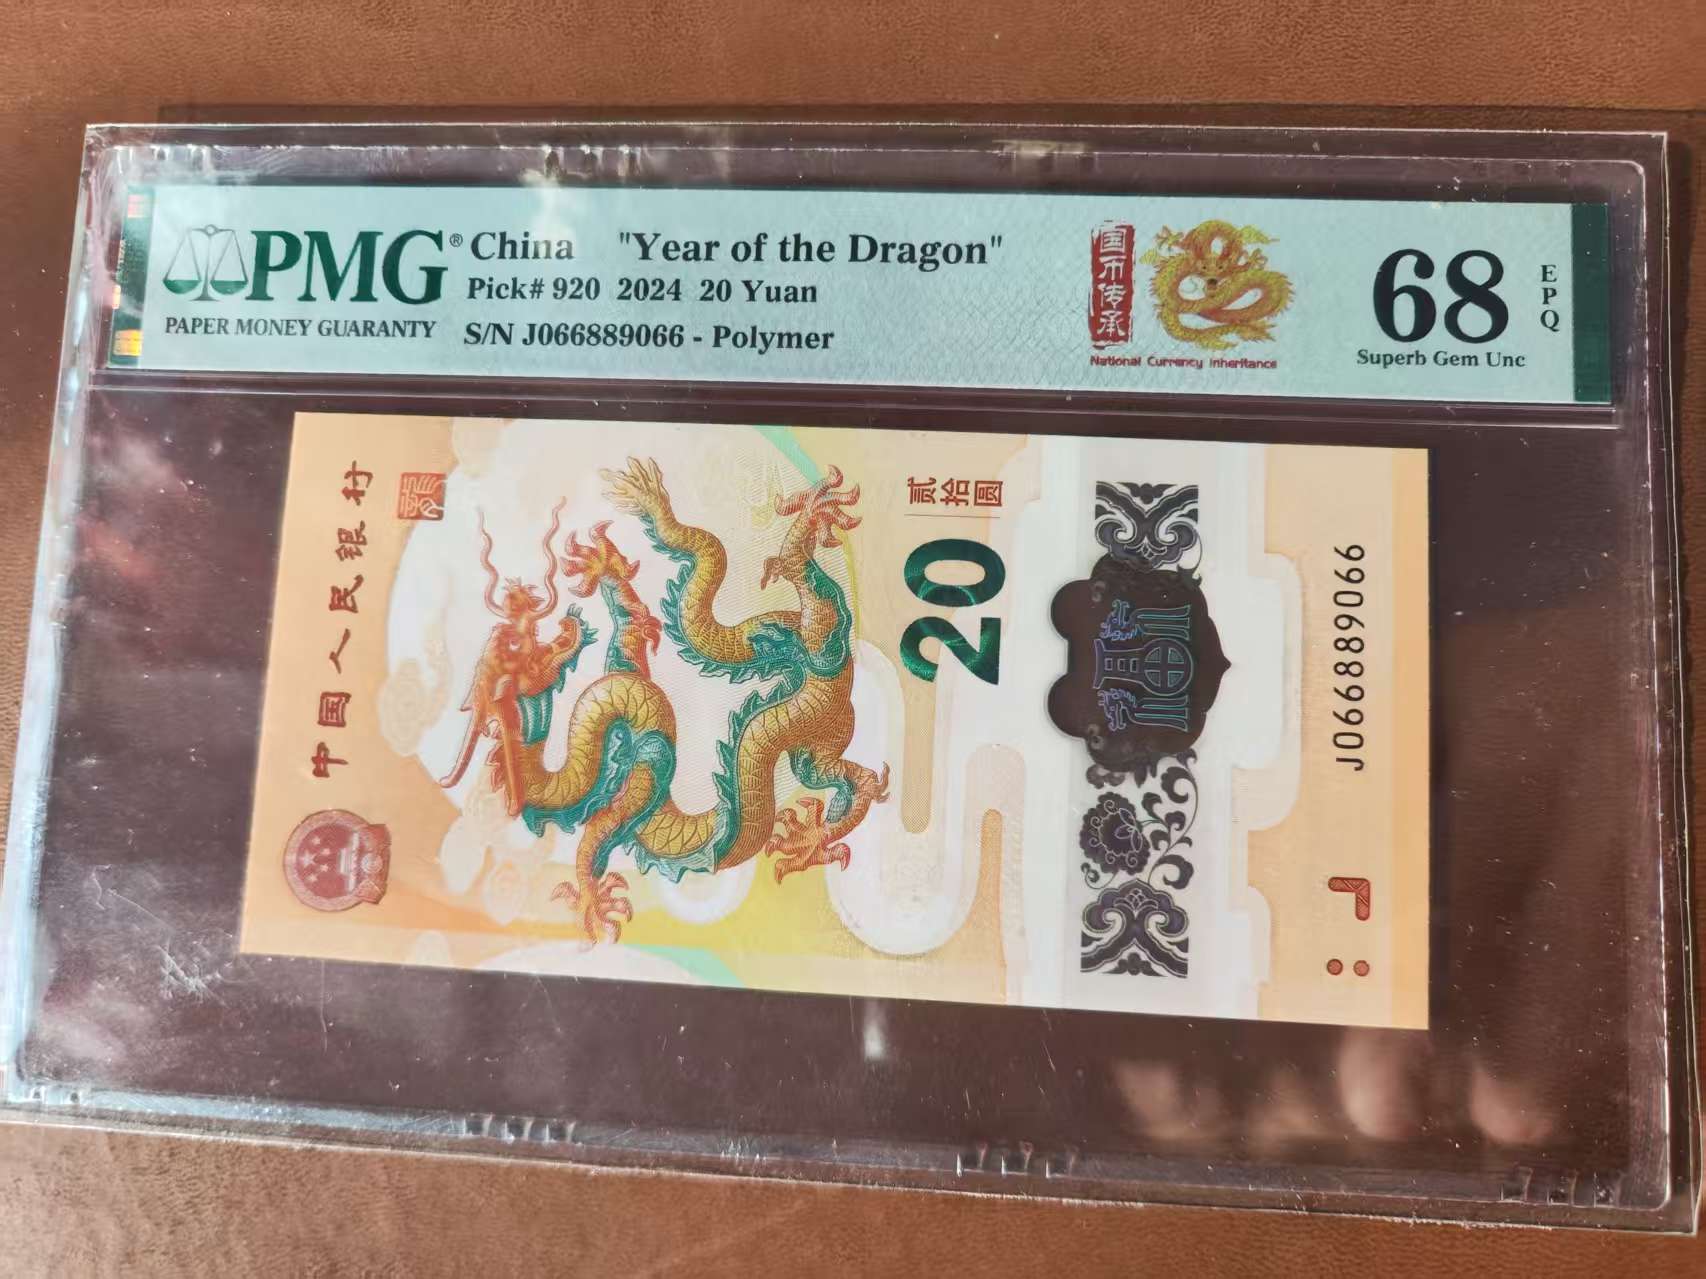 PMG® China "Year of the Dragon"
Pick# 920 2024 20 Yuan
PAPER MONEY GUARANTY
S/N J066889066 - Polymer
国币传承
National Currency Inheritance
68
EPQ
Superb Gem Unc
中国人民银行
贰拾圆
20
J066889066